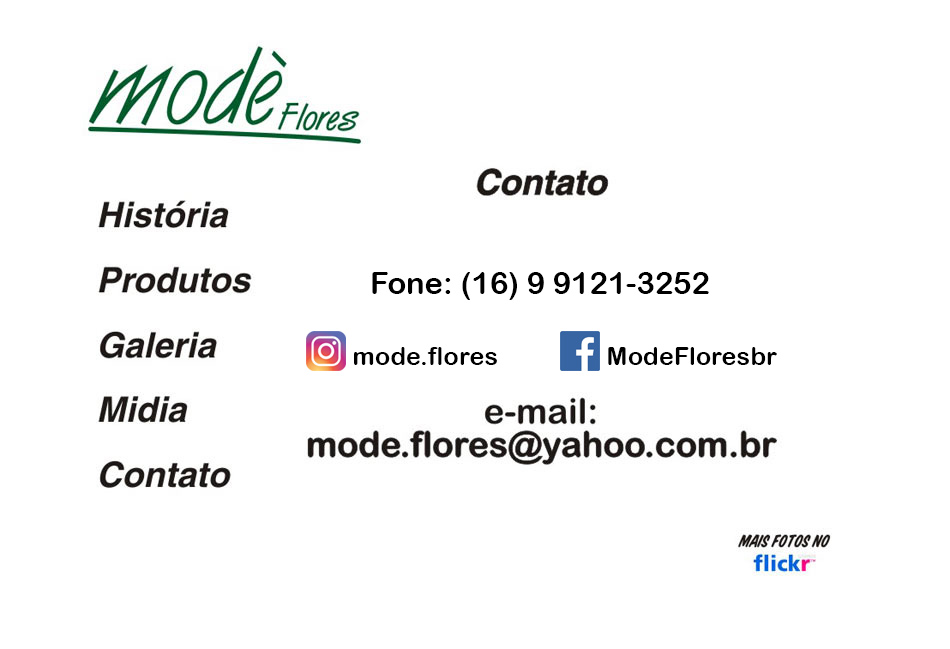 modè Flores
Contato
História
Produtos
Galeria
Midia
Contato
Fone: (16) 9 9121-3252
mode.flores
ModeFloresbr
e-mail:
mode.flores@yahoo.com.br
MAIS FOTOS NO
flickr